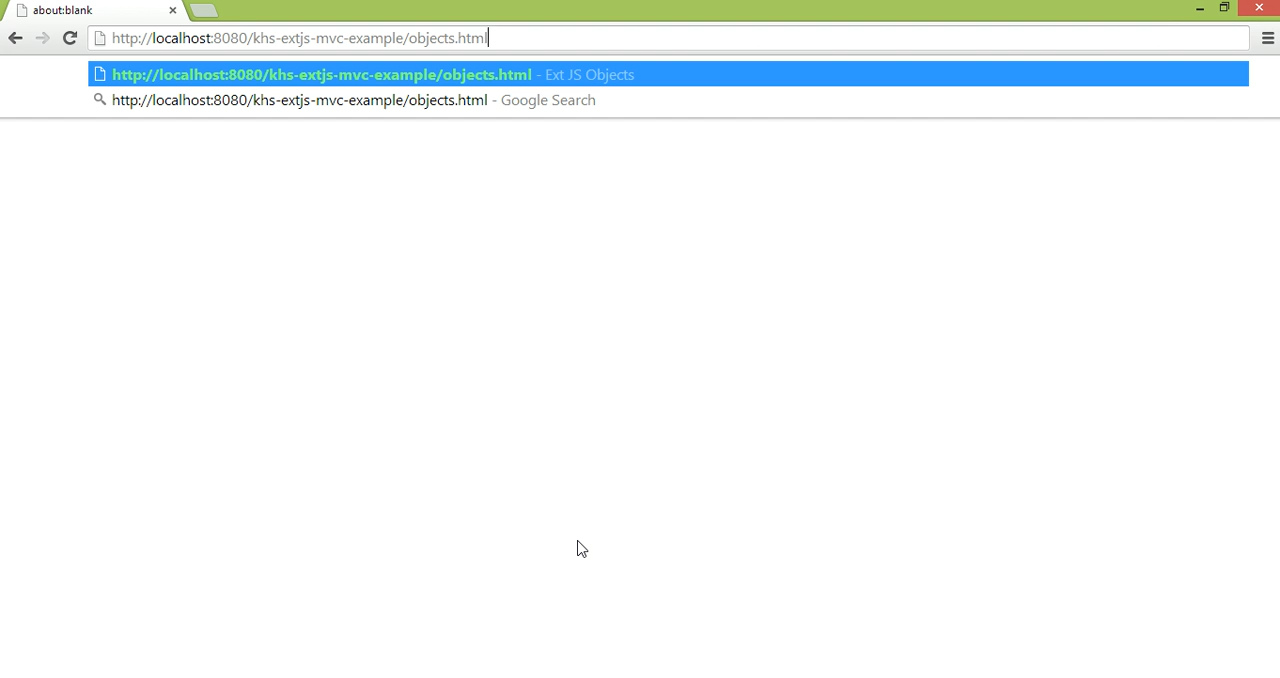 about:blank
http://localhost:8080/khs-extjs-mvc-example/objects.html
http://localhost:8080/khs-extjs-mvc-example/objects.html - Ext JS Objects
http://localhost:8080/khs-extjs-mvc-example/objects.html - Google Search